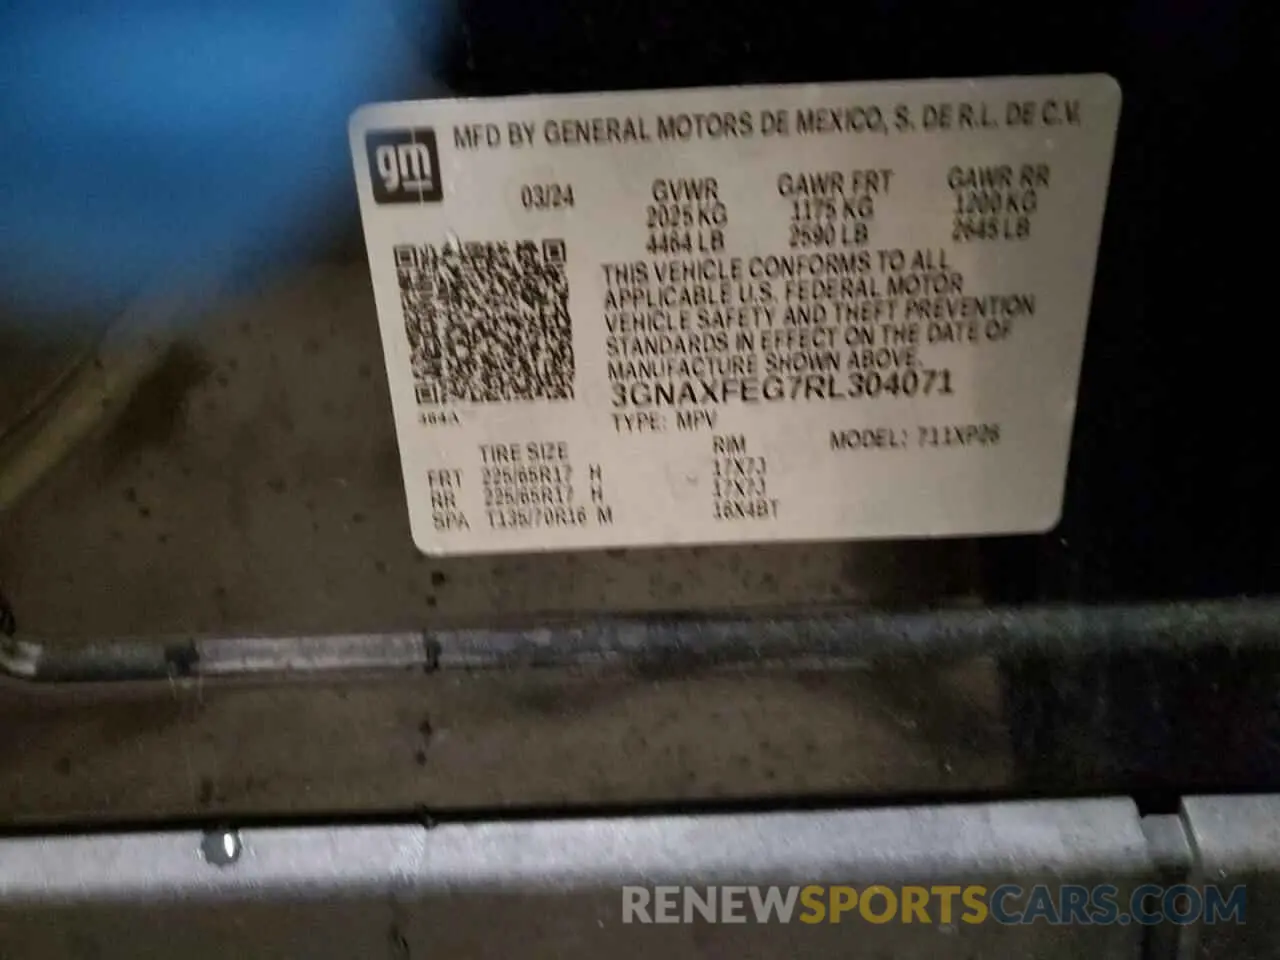 gm
MFD BY GENERAL MOTORS DE MEXICO, S. DE R.L. DE C.V.
03/24 GVWR GAWR FRT GAWR RR
2025 KG 1175 KG 1200 KG
4464 LB 2590 LB 2645 LB
THIS VEHICLE CONFORMS TO ALL
APPLICABLE U.S. FEDERAL MOTOR
VEHICLE SAFETY AND THEFT PREVENTION
STANDARDS IN EFFECT ON THE DATE OF
MANUFACTURE SHOWN ABOVE.
3GNAXFEG7RL304071
484A
TYPE: MPV
TIRE SIZE RIM MODEL: 711XP26
FRT 225/65R17 H 17X7J
RR 225/65R17 H 17X7J
SPA T135/70R16 M 16X4BT
RENEWSPORTSCARS.COM